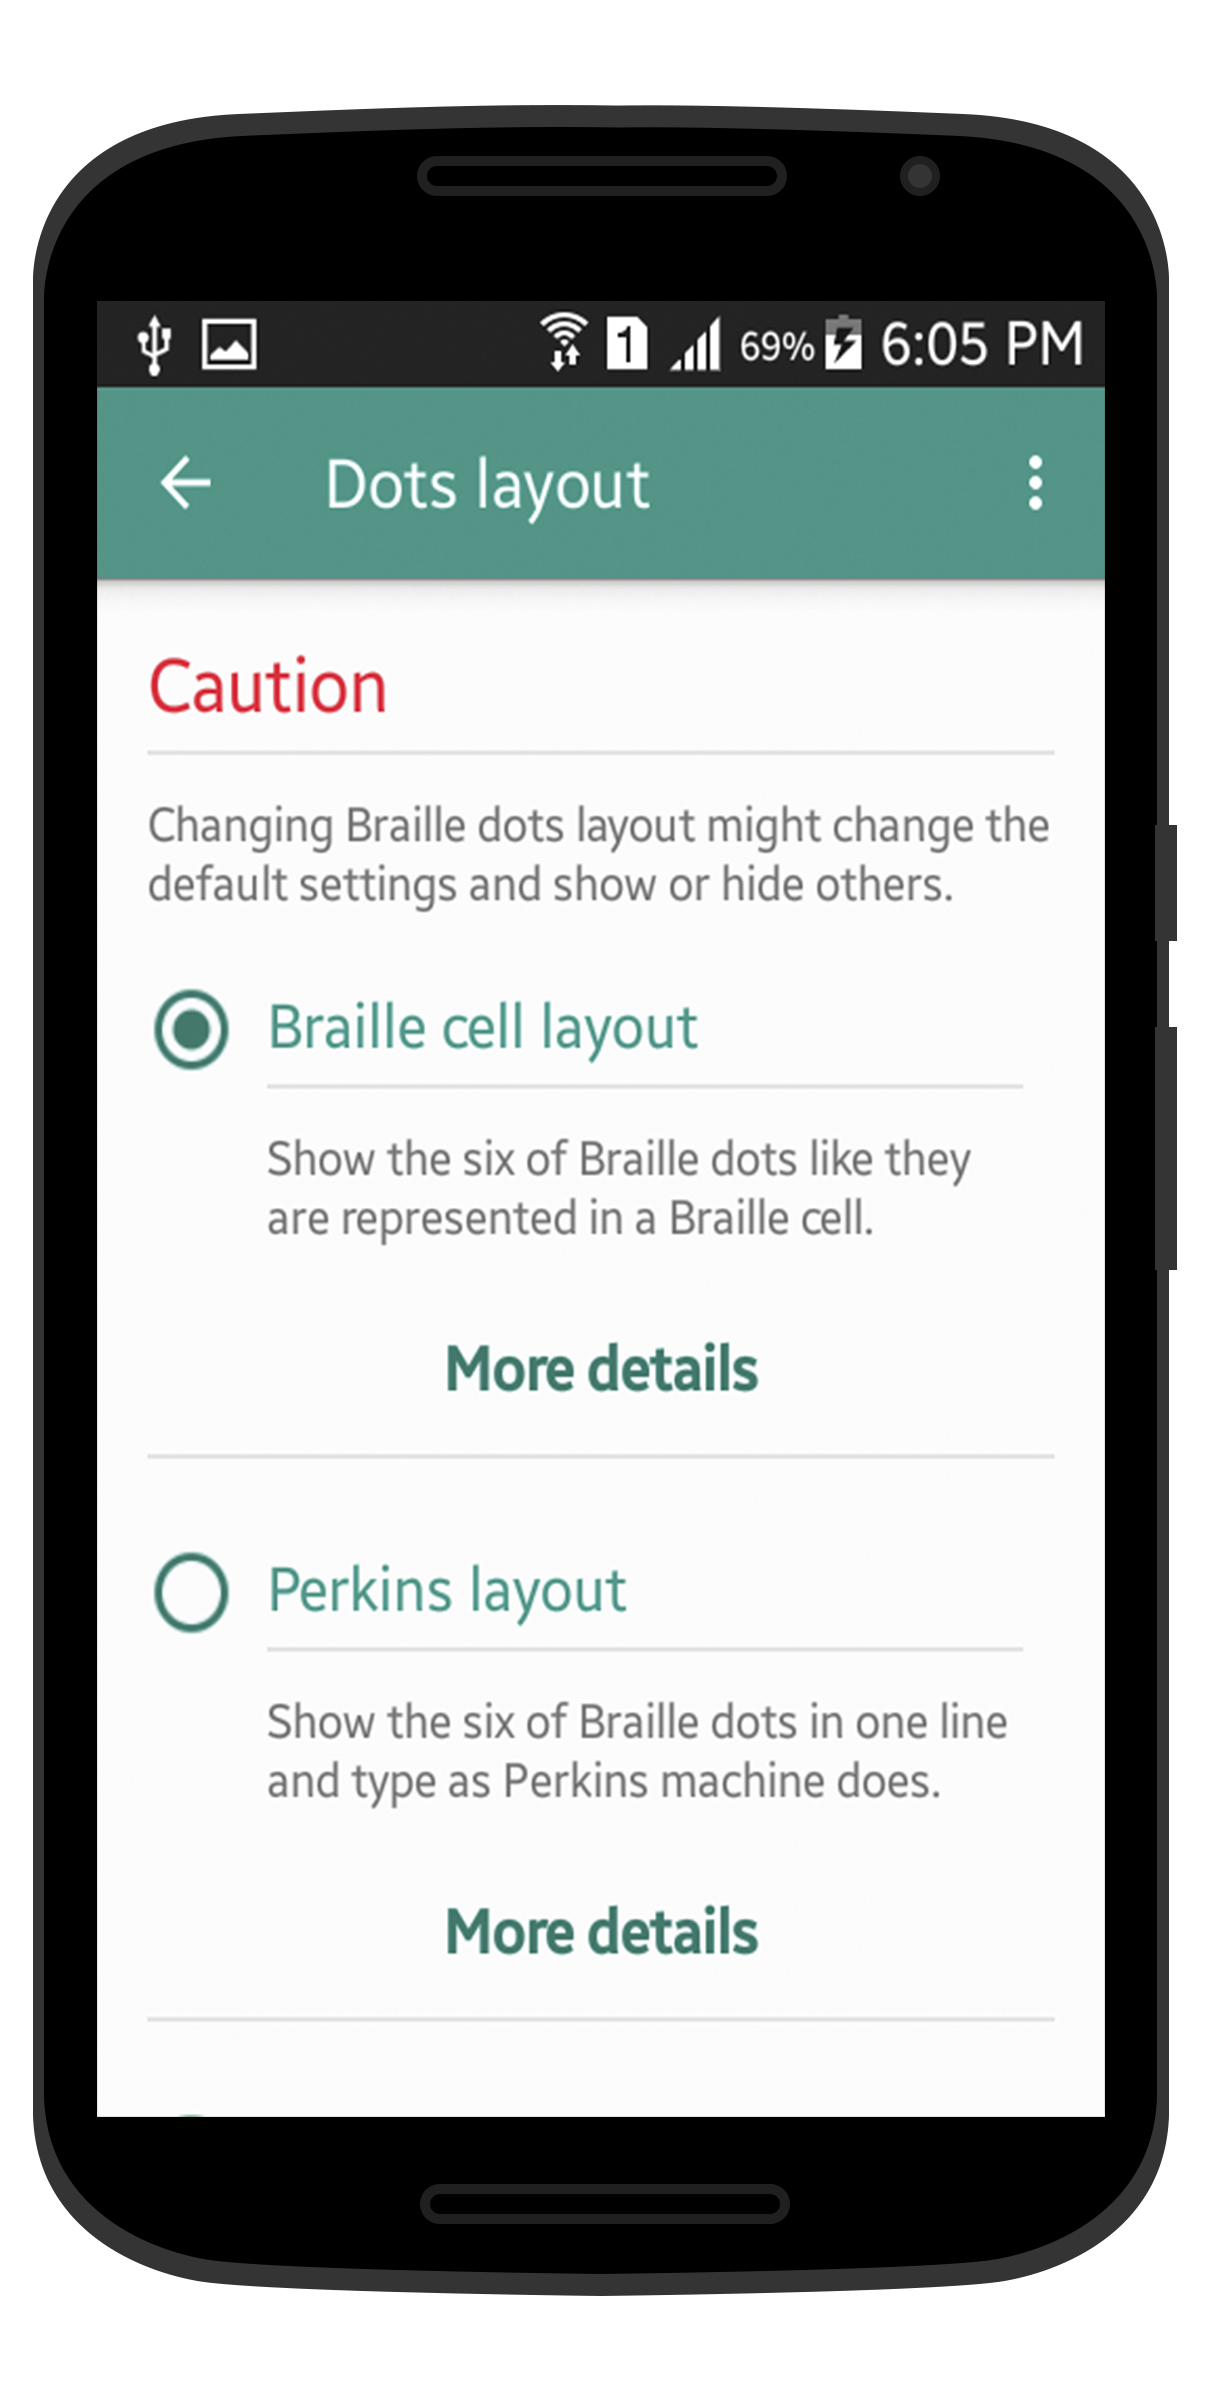 1 69% 6:05 PM
Dots layout
Caution
Changing Braille dots layout might change the
default settings and show or hide others.
Braille cell layout
Show the six of Braille dots like they
are represented in a Braille cell.
More details
Perkins layout
Show the six of Braille dots in one line
and type as Perkins machine does.
More details